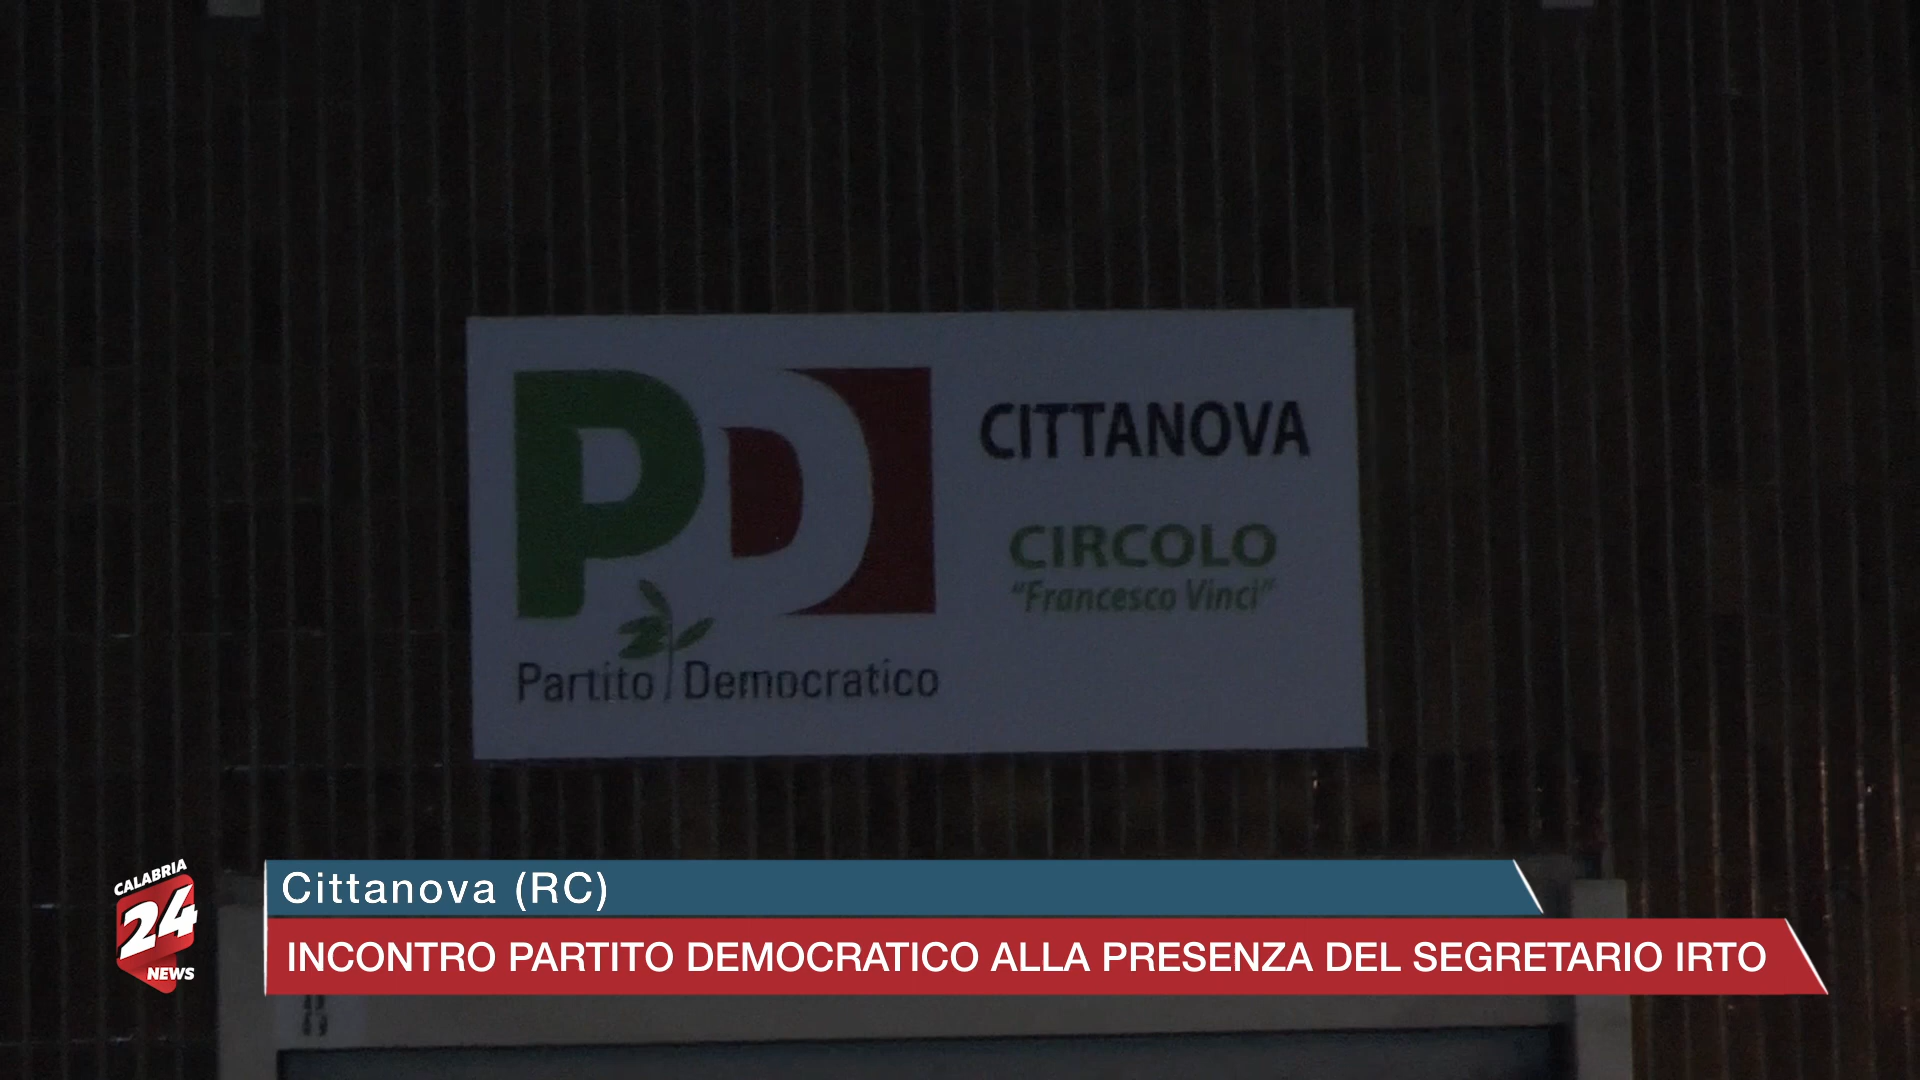 PD
Partito Democratico
CITTANOVA
CIRCOLO
"Francesco Vinci"
CALABRIA
24
NEWS
Cittanova (RC)
INCONTRO PARTITO DEMOCRATICO ALLA PRESENZA DEL SEGRETARIO IRTO